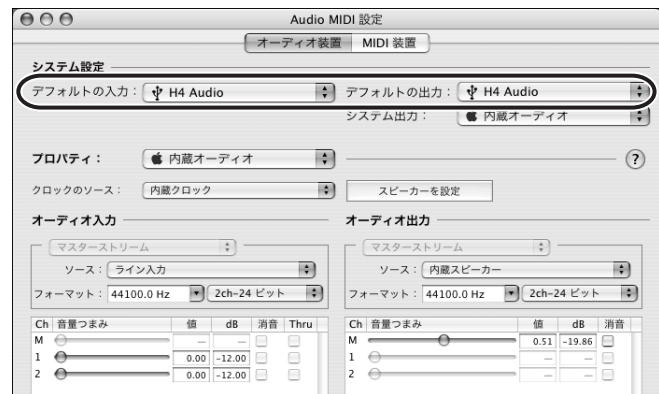 Audio MIDI 設定
オーディオ装置 MIDI 装置
システム設定
デフォルトの入力： H4 Audio デフォルトの出力： H4 Audio
システム出力： 内蔵オーディオ
プロパティ： 内蔵オーディオ ?
クロックのソース： 内蔵クロック スピーカーを設定
オーディオ入力 オーディオ出力
マスターストリーム マスターストリーム
ソース： ライン入力 ソース： 内蔵スピーカー
フォーマット： 44100.0 Hz 2ch-24 ビット フォーマット： 44100.0 Hz 2ch-24 ビット
Ch 音量つまみ 値 dB 消音 Thru Ch 音量つまみ 値 dB 消音
M — — M 0.51 -19.86
1 0.00 -12.00 1 — —
2 0.00 -12.00 2 — —